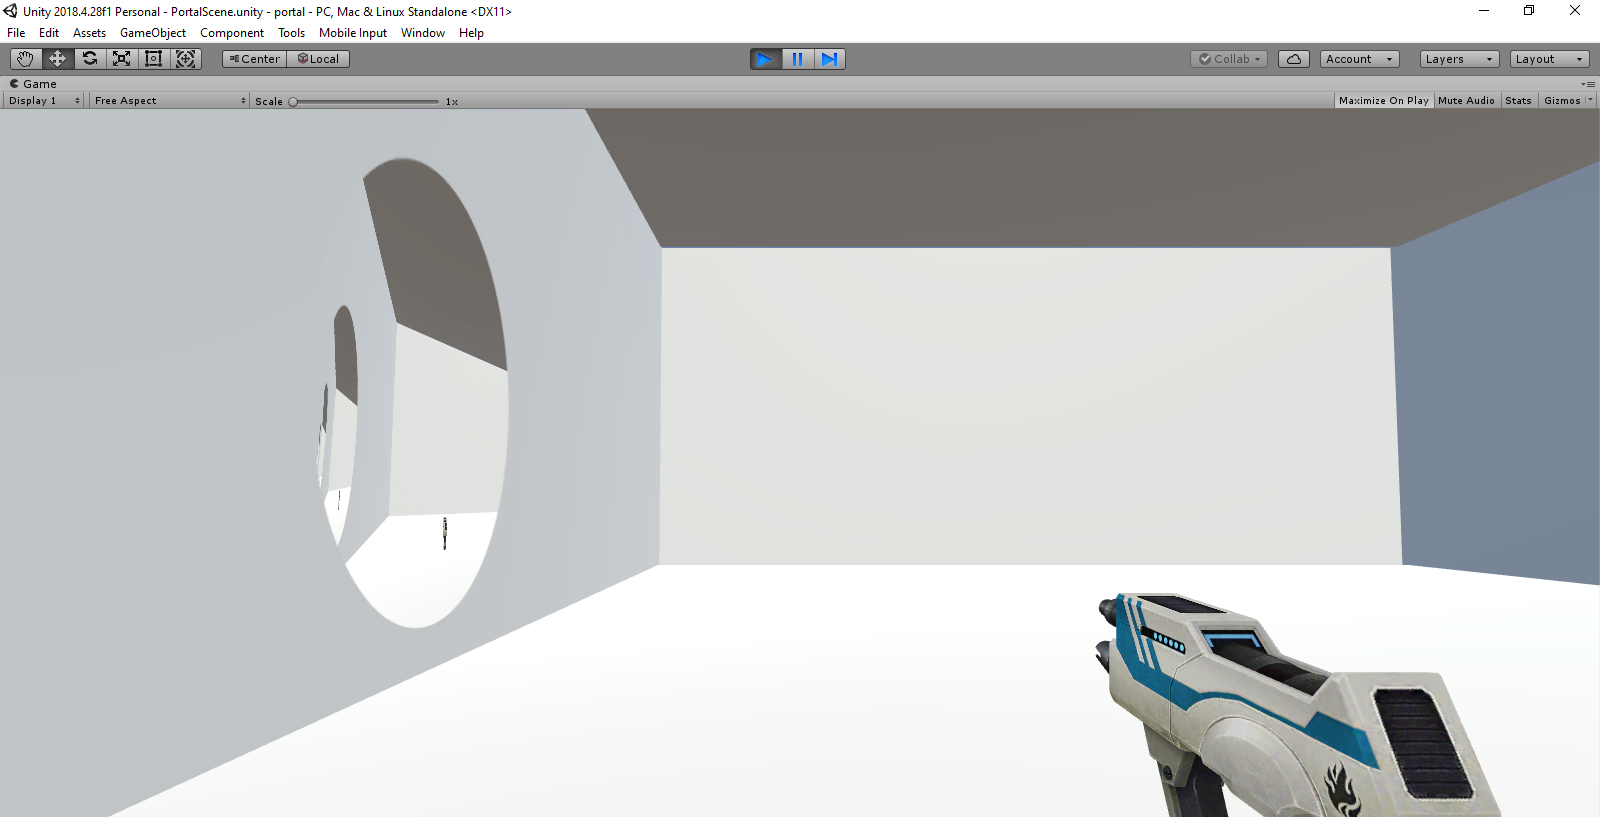 Unity 2018.4.28f1 Personal - PortalScene.unity - portal - PC, Mac & Linux Standalone <DX11>
File Edit Assets GameObject Component Tools Mobile Input Window Help
Center Local Collab Account Layers Layout
Game
Display 1 Free Aspect Scale 1x Maximize On Play Mute Audio Stats Gizmos